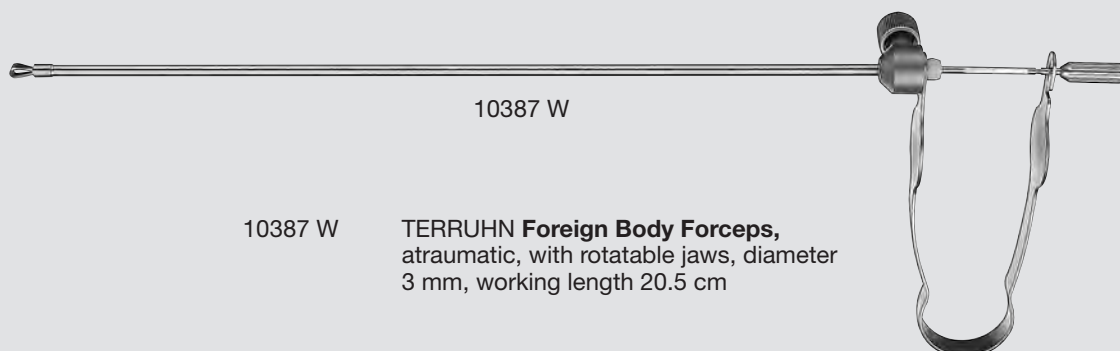 10387 W
10387 W TERRUHN Foreign Body Forceps,
atraumatic, with rotatable jaws, diameter
3 mm, working length 20.5 cm